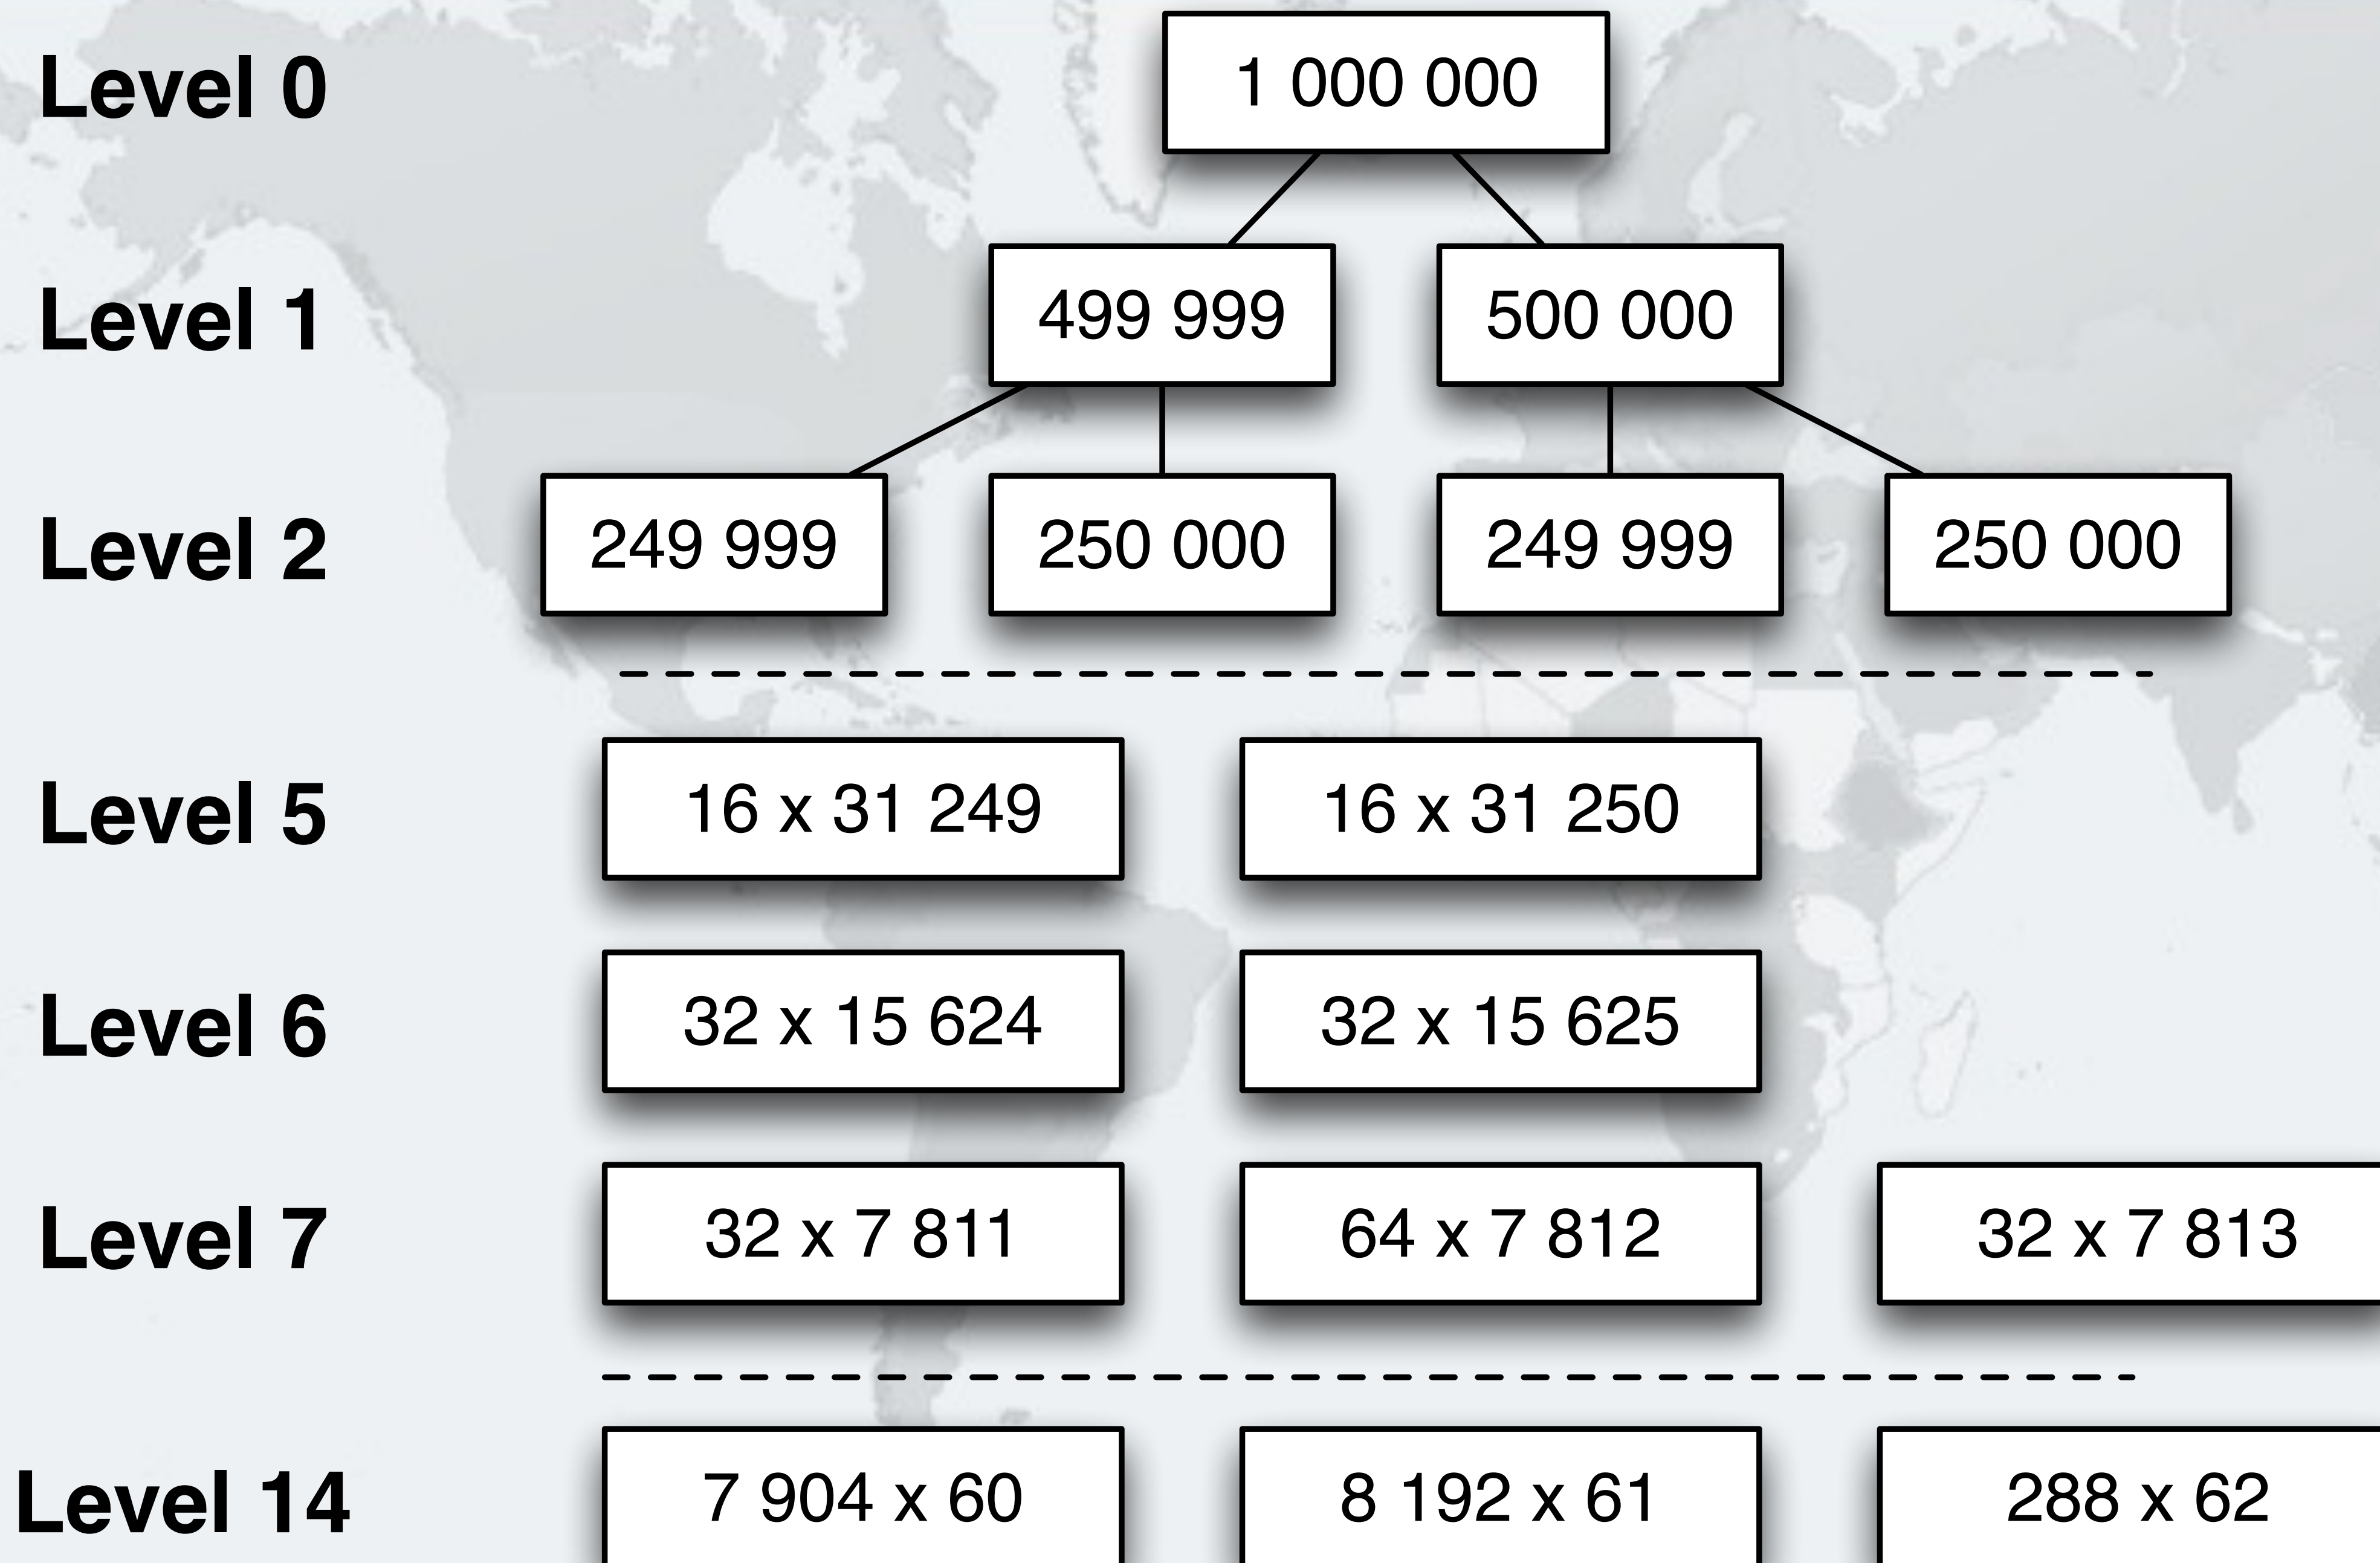 Level 0
1 000 000
Level 1
499 999
500 000
Level 2
249 999
250 000
249 999
250 000
Level 5
16 x 31 249
16 x 31 250
Level 6
32 x 15 624
32 x 15 625
Level 7
32 x 7 811
64 x 7 812
32 x 7 813
Level 14
7 904 x 60
8 192 x 61
288 x 62